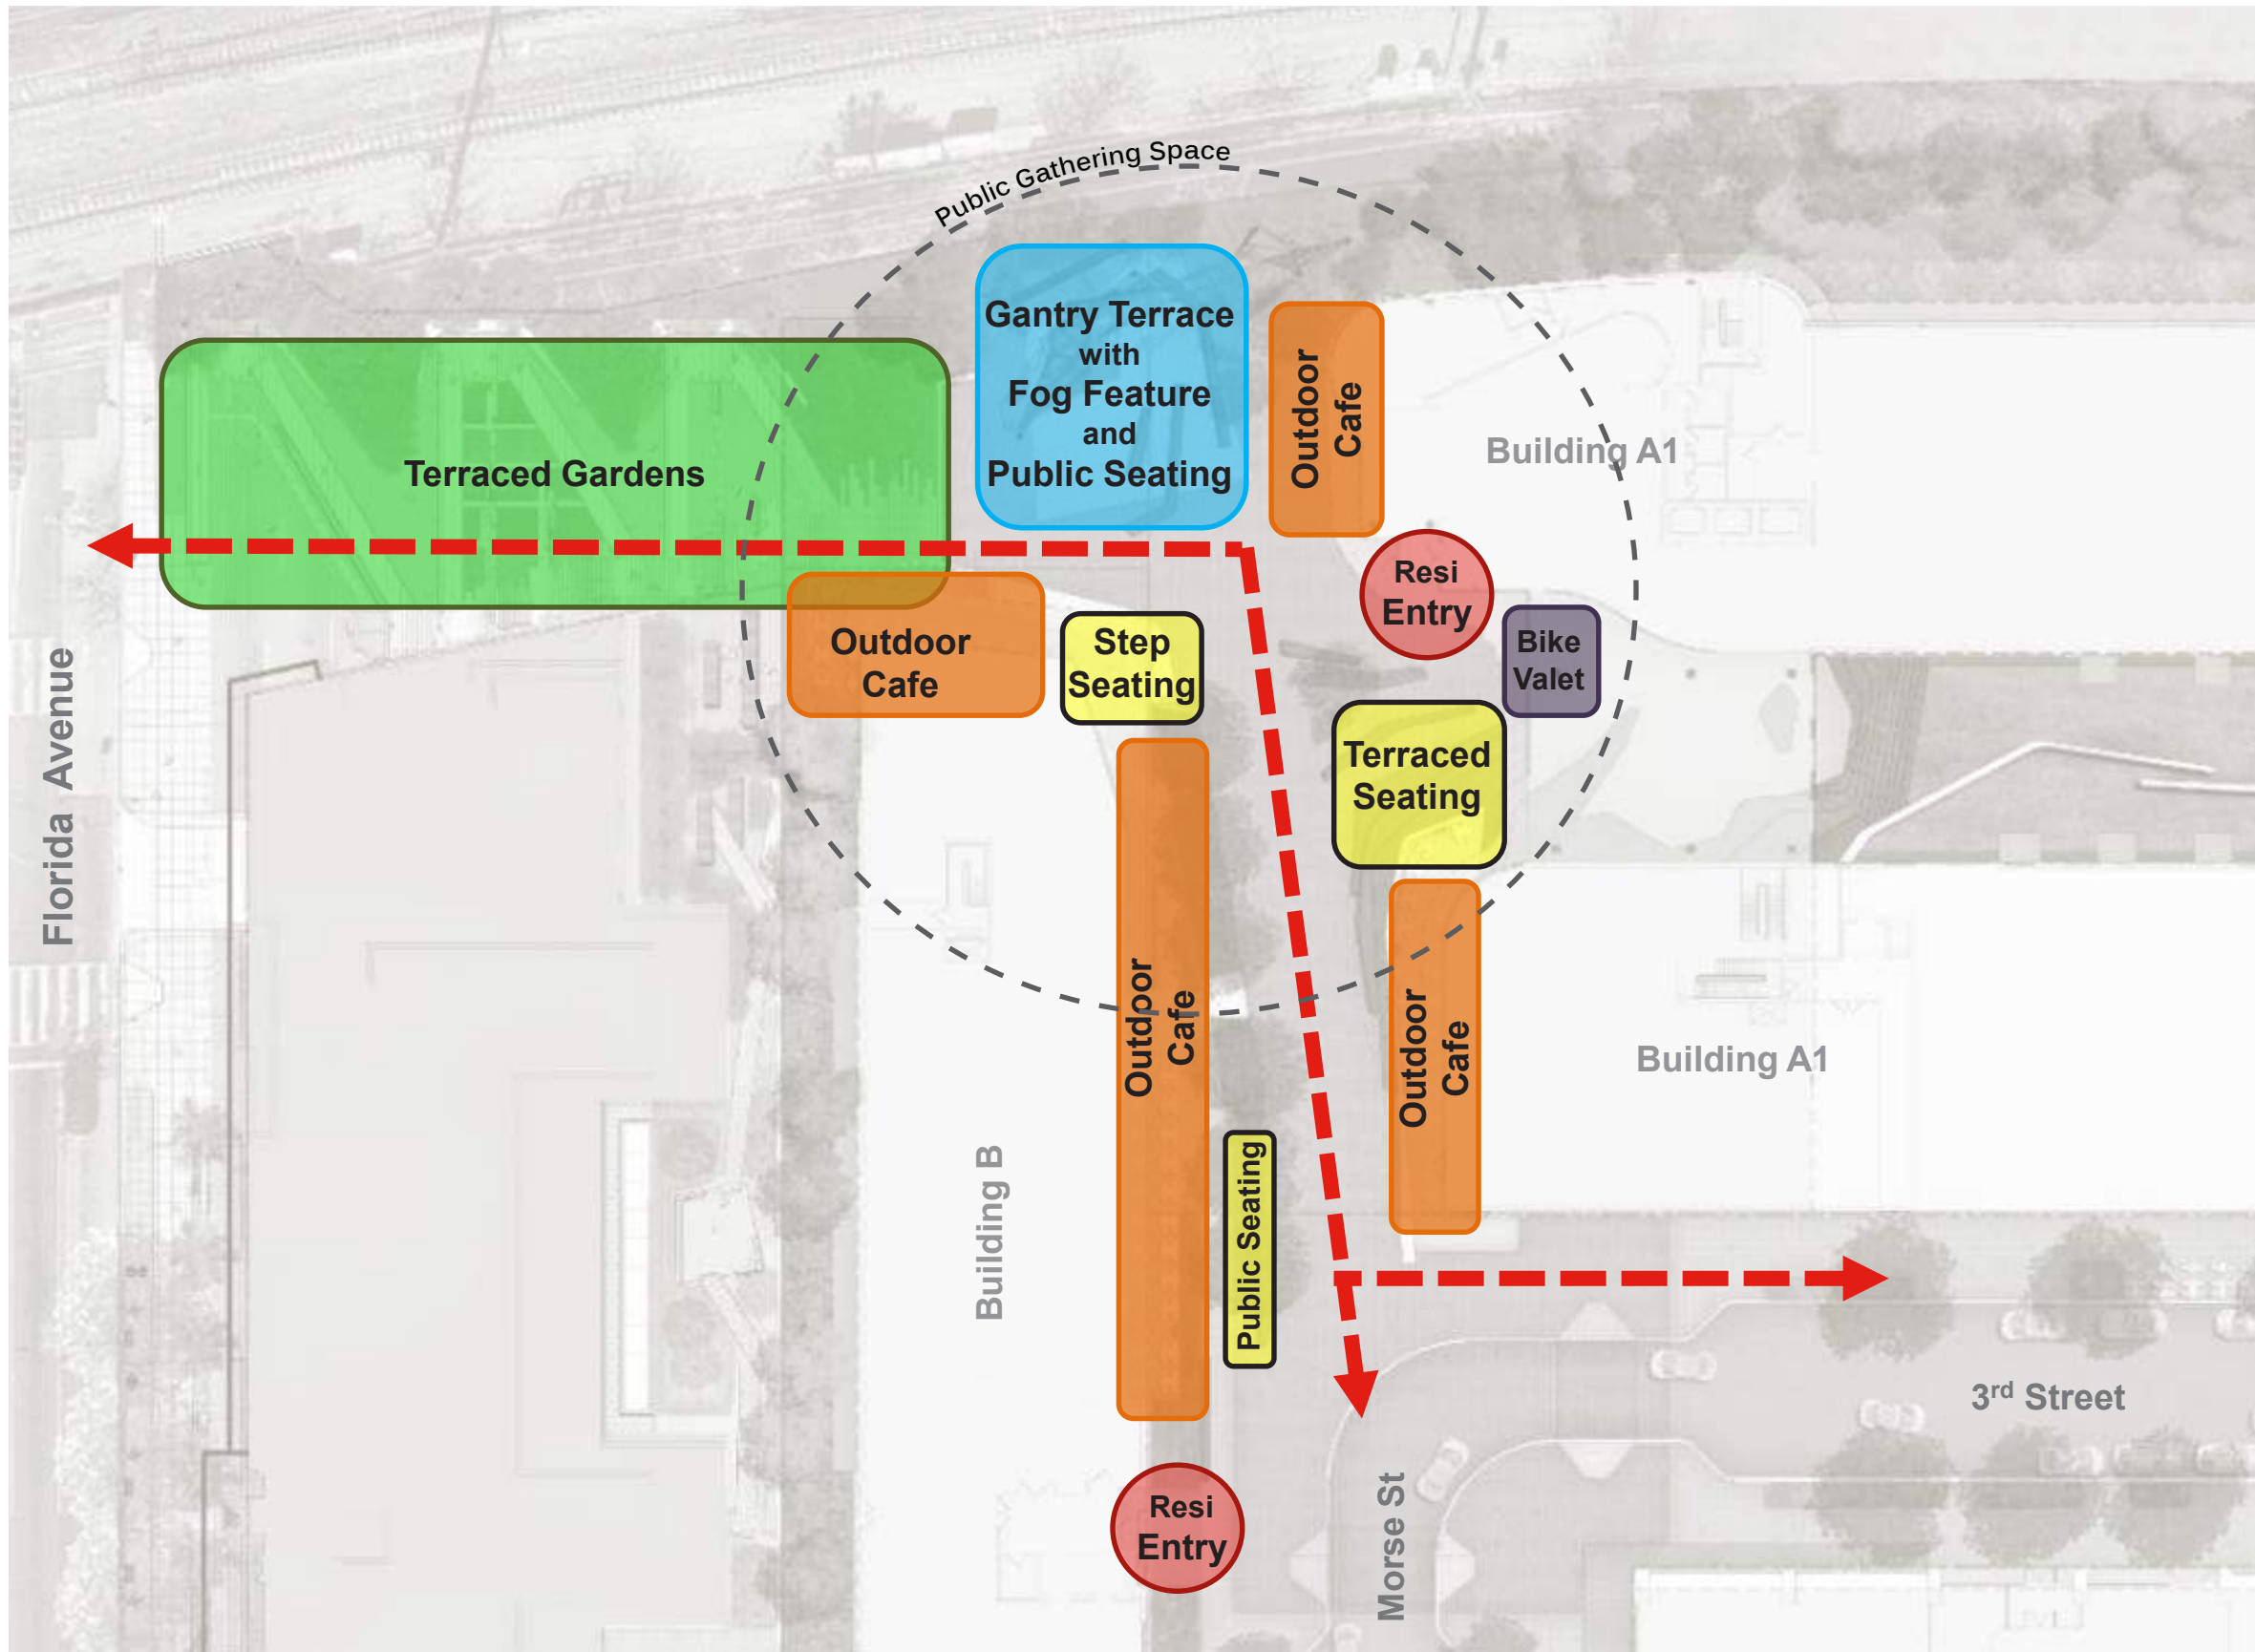 Public Gathering Space
Gantry Terrace
with
Fog Feature
and
Public Seating
Outdoor
Cafe
Building A1
Terraced Gardens
Resi
Entry
Bike
Valet
Outdoor
Cafe
Step
Seating
Terraced
Seating
Florida Avenue
Outdoor
Cafe
Outdoor
Cafe
Building A1
Building B
Public Seating
3rd Street
Resi
Entry
Morse St